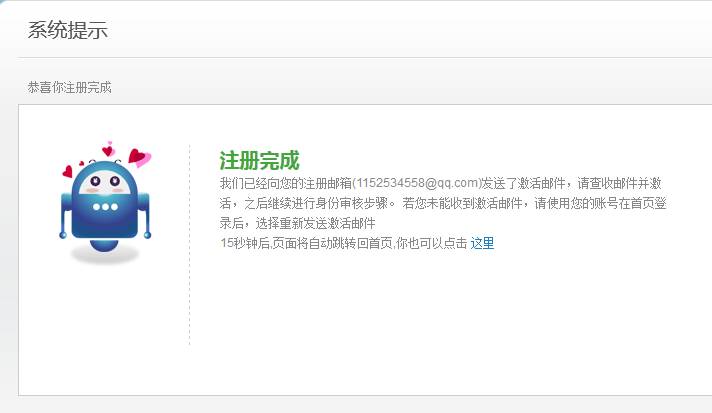 系统提示
恭喜你注册完成
注册完成
我们已经向您的注册邮箱(1152534558@qq.com)发送了激活邮件，请查收邮件并激
活，之后继续进行身份审核步骤。 若您未能收到激活邮件，请使用您的账号在首页登
录后，选择重新发送激活邮件
15秒钟后,页面将自动跳转回首页,你也可以点击 这里